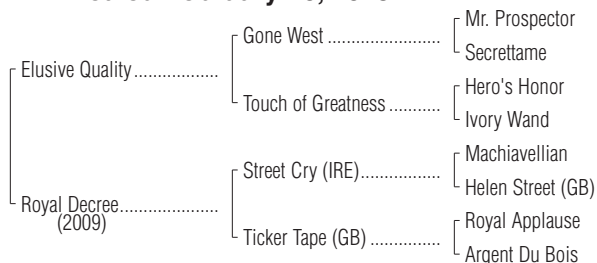 Mr. Prospector
Gone West
Secrettame
Elusive Quality
Hero's Honor
Touch of Greatness
Ivory Wand
Machiavellian
Street Cry (IRE)
Helen Street (GB)
Royal Decree
(2009)
Royal Applause
Ticker Tape (GB)
Argent Du Bois